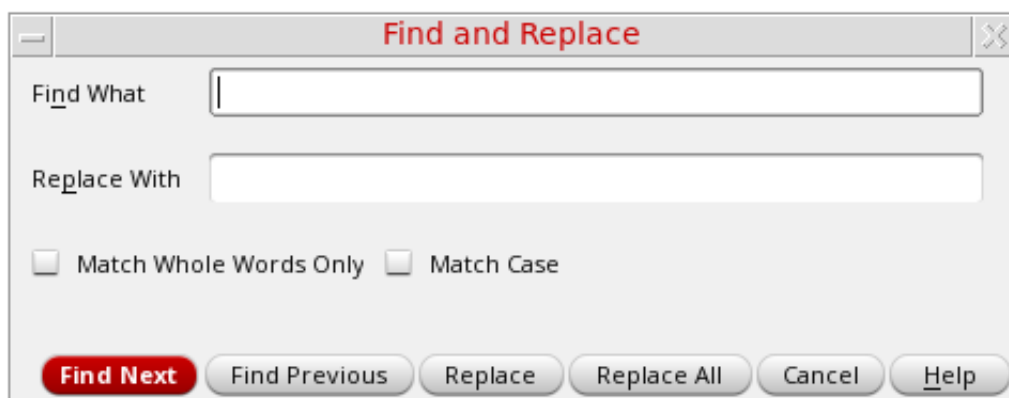 Find and Replace
Find What
Replace With
Match Whole Words Only Match Case
Find Next Find Previous Replace Replace All Cancel Help